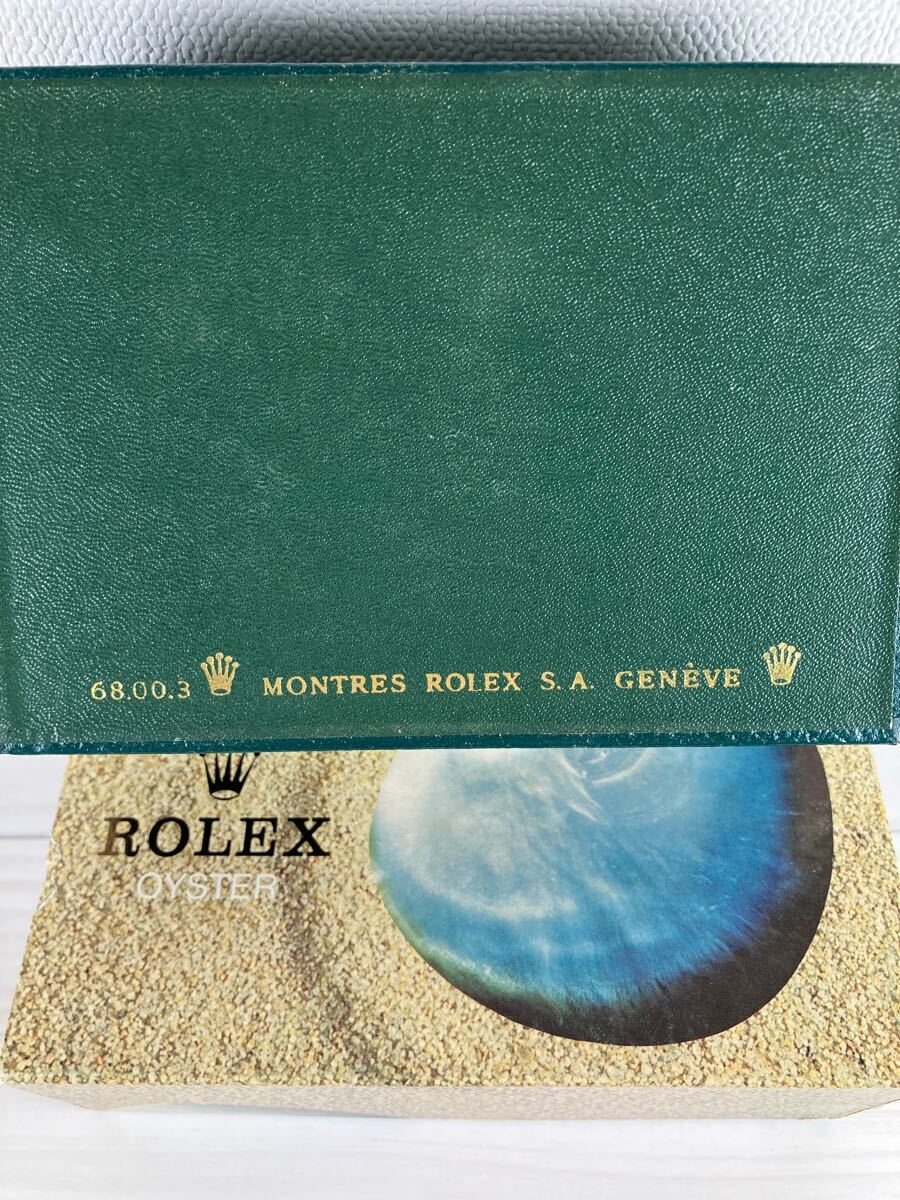 68.00.3 MONTRES ROLEX S.A. GENÈVE
ROLEX
OYSTER